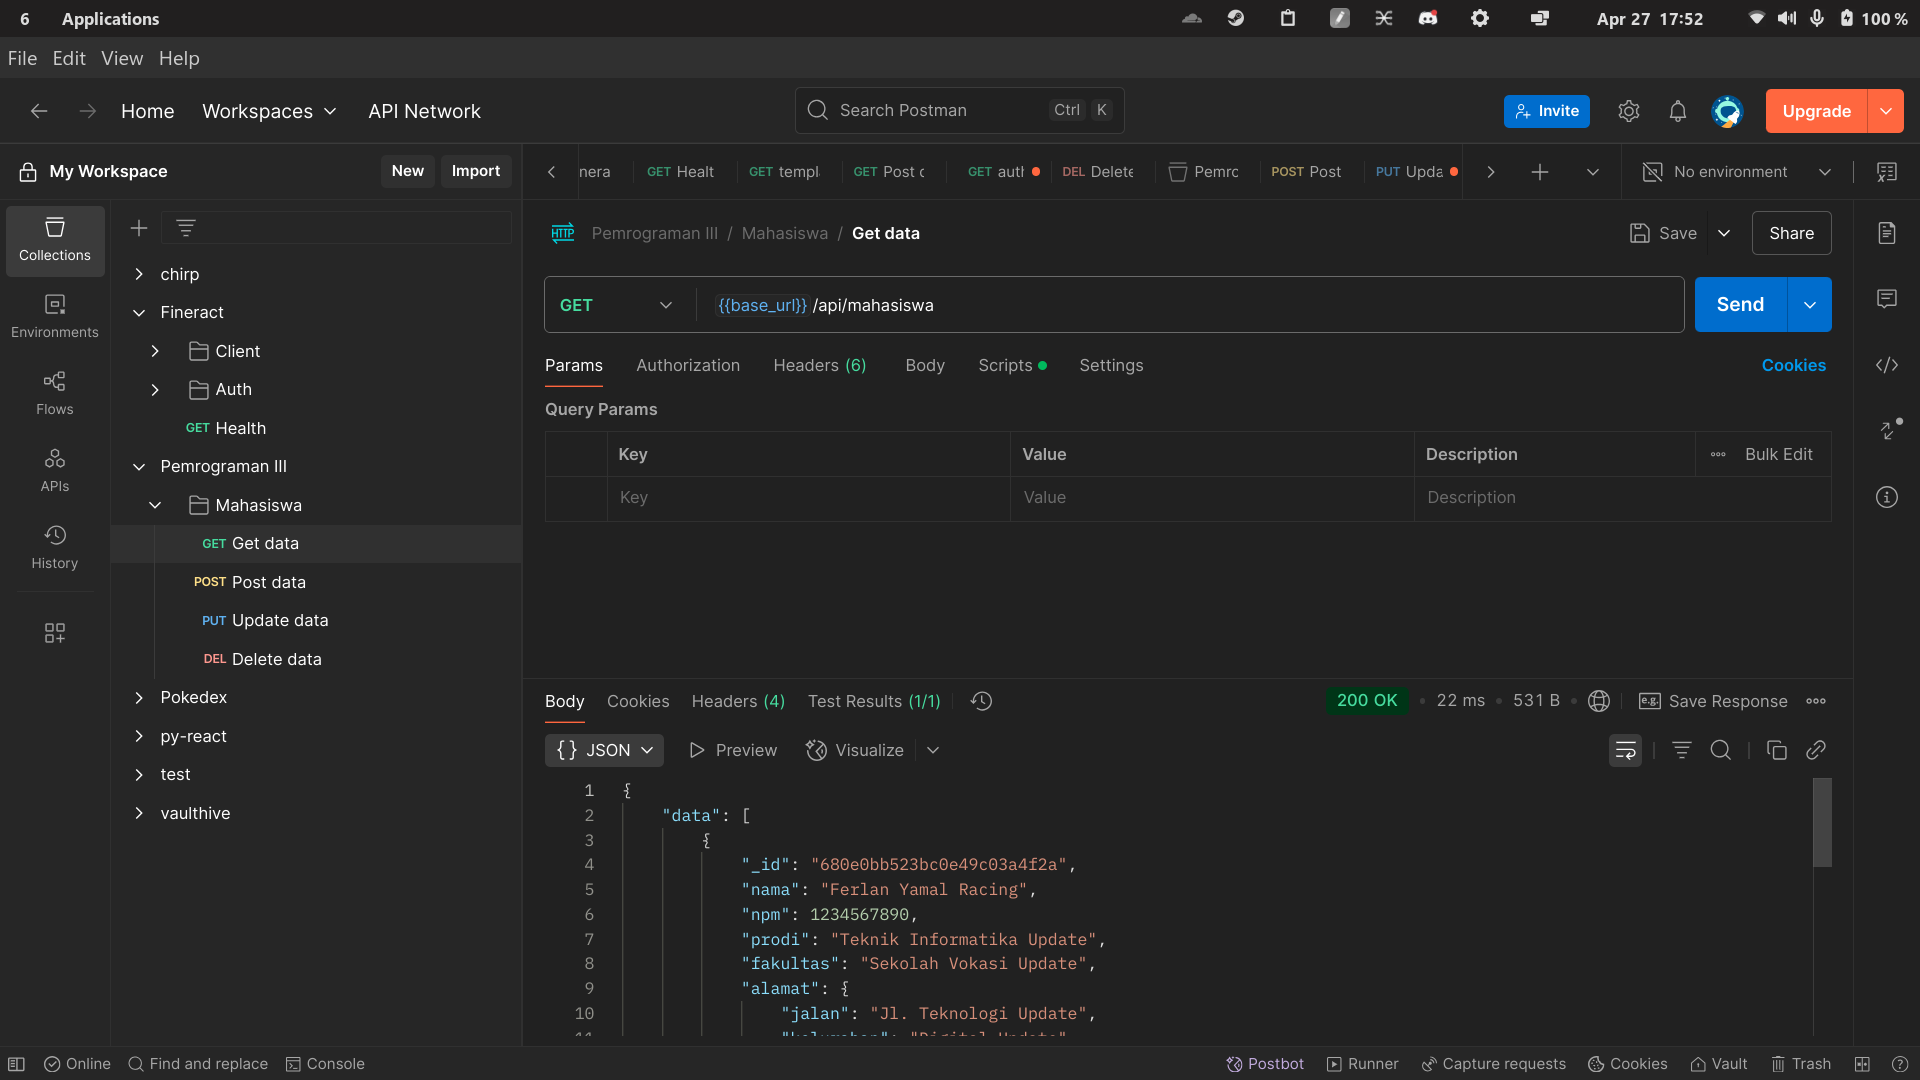 6 Applications Apr 27 17:52 100 %
File Edit View Help
Home Workspaces API Network Search Postman Ctrl K Invite Upgrade
My Workspace New Import
nera GET Healt GET templ GET Post c GET auth DEL Delete Pemro POST Post PUT Upda No environment
Collections
Environments
Flows
APIs
History
chirp
Fineract
Client
Auth
GET Health
Pemrograman III
Mahasiswa
GET Get data
POST Post data
PUT Update data
DEL Delete data
Pokedex
py-react
test
vaulthive
HTTP Pemrograman III / Mahasiswa / Get data Save Share
GET {{base_url}} /api/mahasiswa Send
Params Authorization Headers (6) Body Scripts Settings Cookies
Query Params
Key Value Description Bulk Edit
Key Value Description
Body Cookies Headers (4) Test Results (1/1) 200 OK 22 ms 531 B e.g. Save Response
{} JSON Preview Visualize
1 {
2 "data": [
3 {
4 "_id": "680e0bb523bc0e49c03a4f2a",
5 "nama": "Ferlan Yamal Racing",
6 "npm": 1234567890,
7 "prodi": "Teknik Informatika Update",
8 "fakultas": "Sekolah Vokasi Update",
9 "alamat": {
10 "jalan": "Jl. Teknologi Update",
11 "kelurahan": "Digital Update"
Online Find and replace Console Postbot Runner Capture requests Cookies Vault Trash